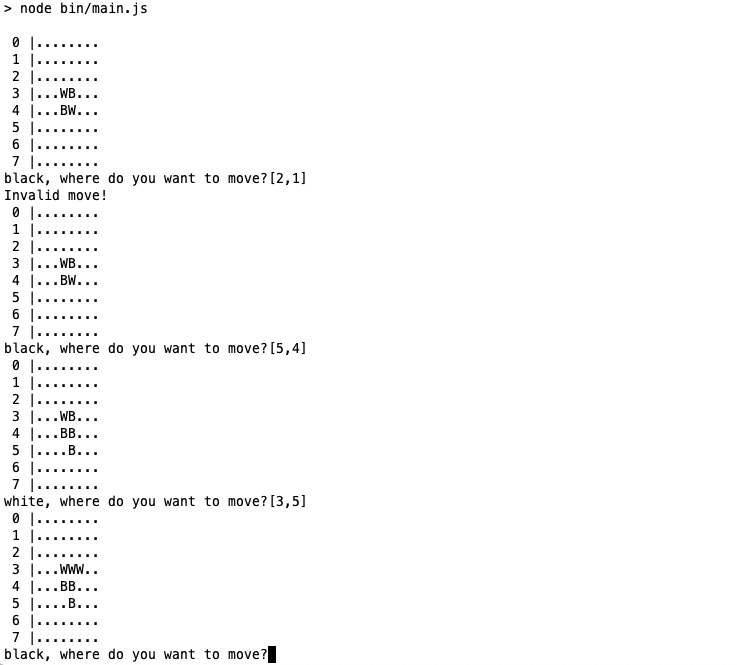 > node bin/main.js
0 |........
1 |........
2 |........
3 |...WB...
4 |...BW...
5 |........
6 |........
7 |........
black, where do you want to move?[2,1]
Invalid move!
0 |........
1 |........
2 |........
3 |...WB...
4 |...BW...
5 |........
6 |........
7 |........
black, where do you want to move?[5,4]
0 |........
1 |........
2 |........
3 |...WB...
4 |...BB...
5 |....B...
6 |........
7 |........
white, where do you want to move?[3,5]
0 |........
1 |........
2 |........
3 |...WWW..
4 |...BB...
5 |....B...
6 |........
7 |........
black, where do you want to move?